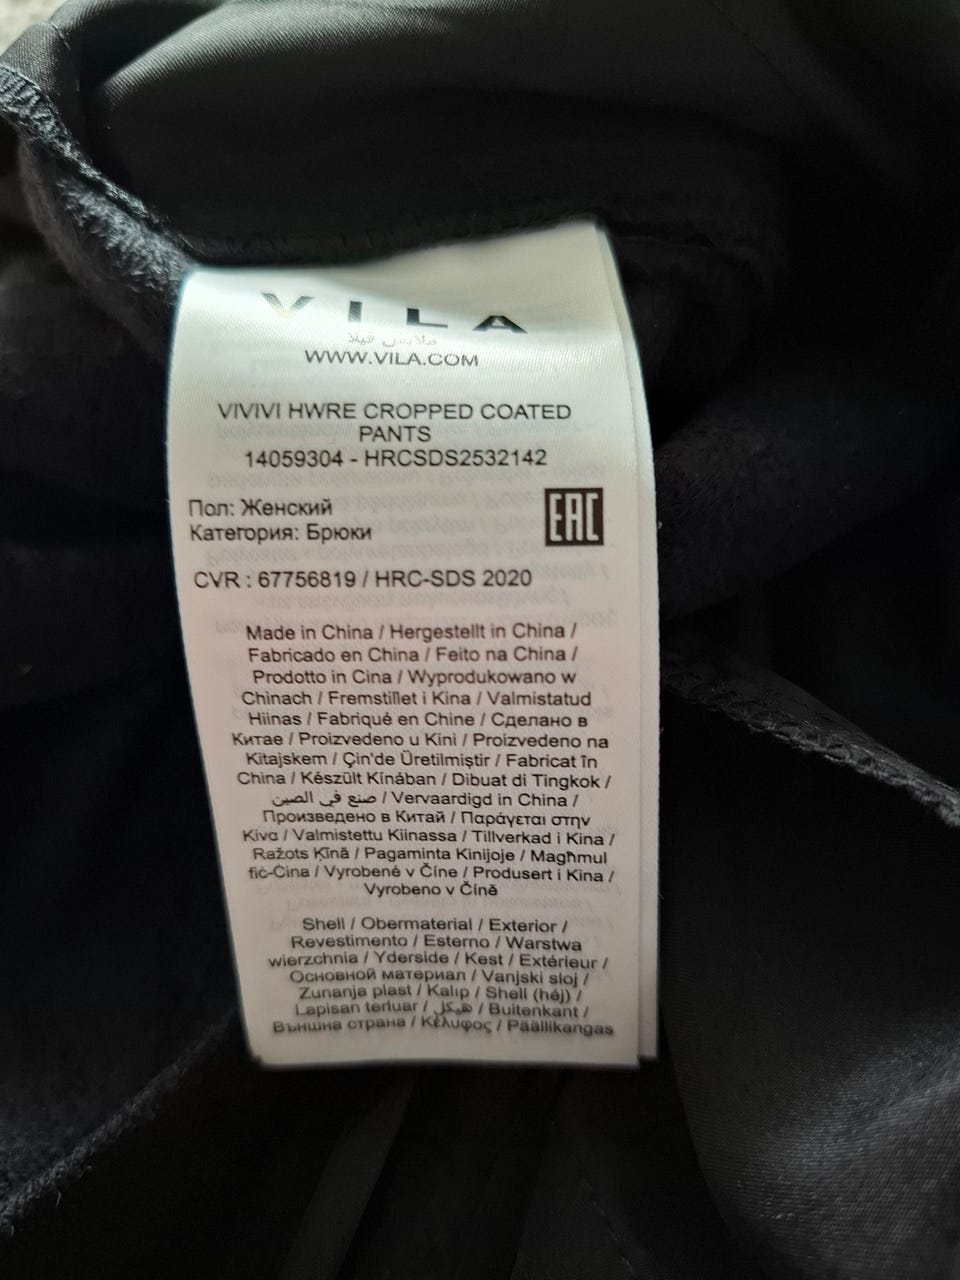 VILA
ملابس فيلا
WWW.VILA.COM
VIVIVI HWRE CROPPED COATED
PANTS
14059304 - HRCSDS2532142
Пол: Женский
Категория: Брюки
EAC
CVR : 67756819 / HRC-SDS 2020
Made in China / Hergestellt in China /
Fabricado en China / Feito na China /
Prodotto in Cina / Wyprodukowano w
Chinach / Fremstillet i Kina / Valmistatud
Hiinas / Fabriqué en Chine / Сделано в
Китае / Proizvedeno u Kini / Proizvedeno na
Kitajskem / Çin'de Üretilmiştir / Fabricat în
China / Készült Kínában / Dibuat di Tingkok /
صنع في الصين / Vervaardigd in China /
Произведено в Китай / Παράγεται στην
Κίνα / Valmistettu Kiinassa / Tillverkad i Kina /
Ražots Ķīnā / Pagaminta Kinijoje / Magħmul
fiċ-Ċina / Vyrobené v Číne / Produsert i Kina /
Vyrobeno v Číně
Shell / Obermaterial / Exterior /
Revestimento / Esterno / Warstwa
wierzchnia / Yderside / Kest / Extérieur /
Основной материал / Vanjski sloj /
Zunanja plast / Kalıp / Shell (héj) /
Lapisan terluar / هيكل / Buitenkant /
Външна страна / Κέλυφος / Päällikangas